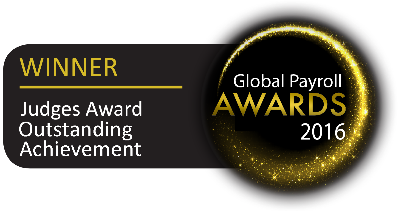 WINNER
Judges Award
Outstanding
Achievement
Global Payroll
AWARDS
2016